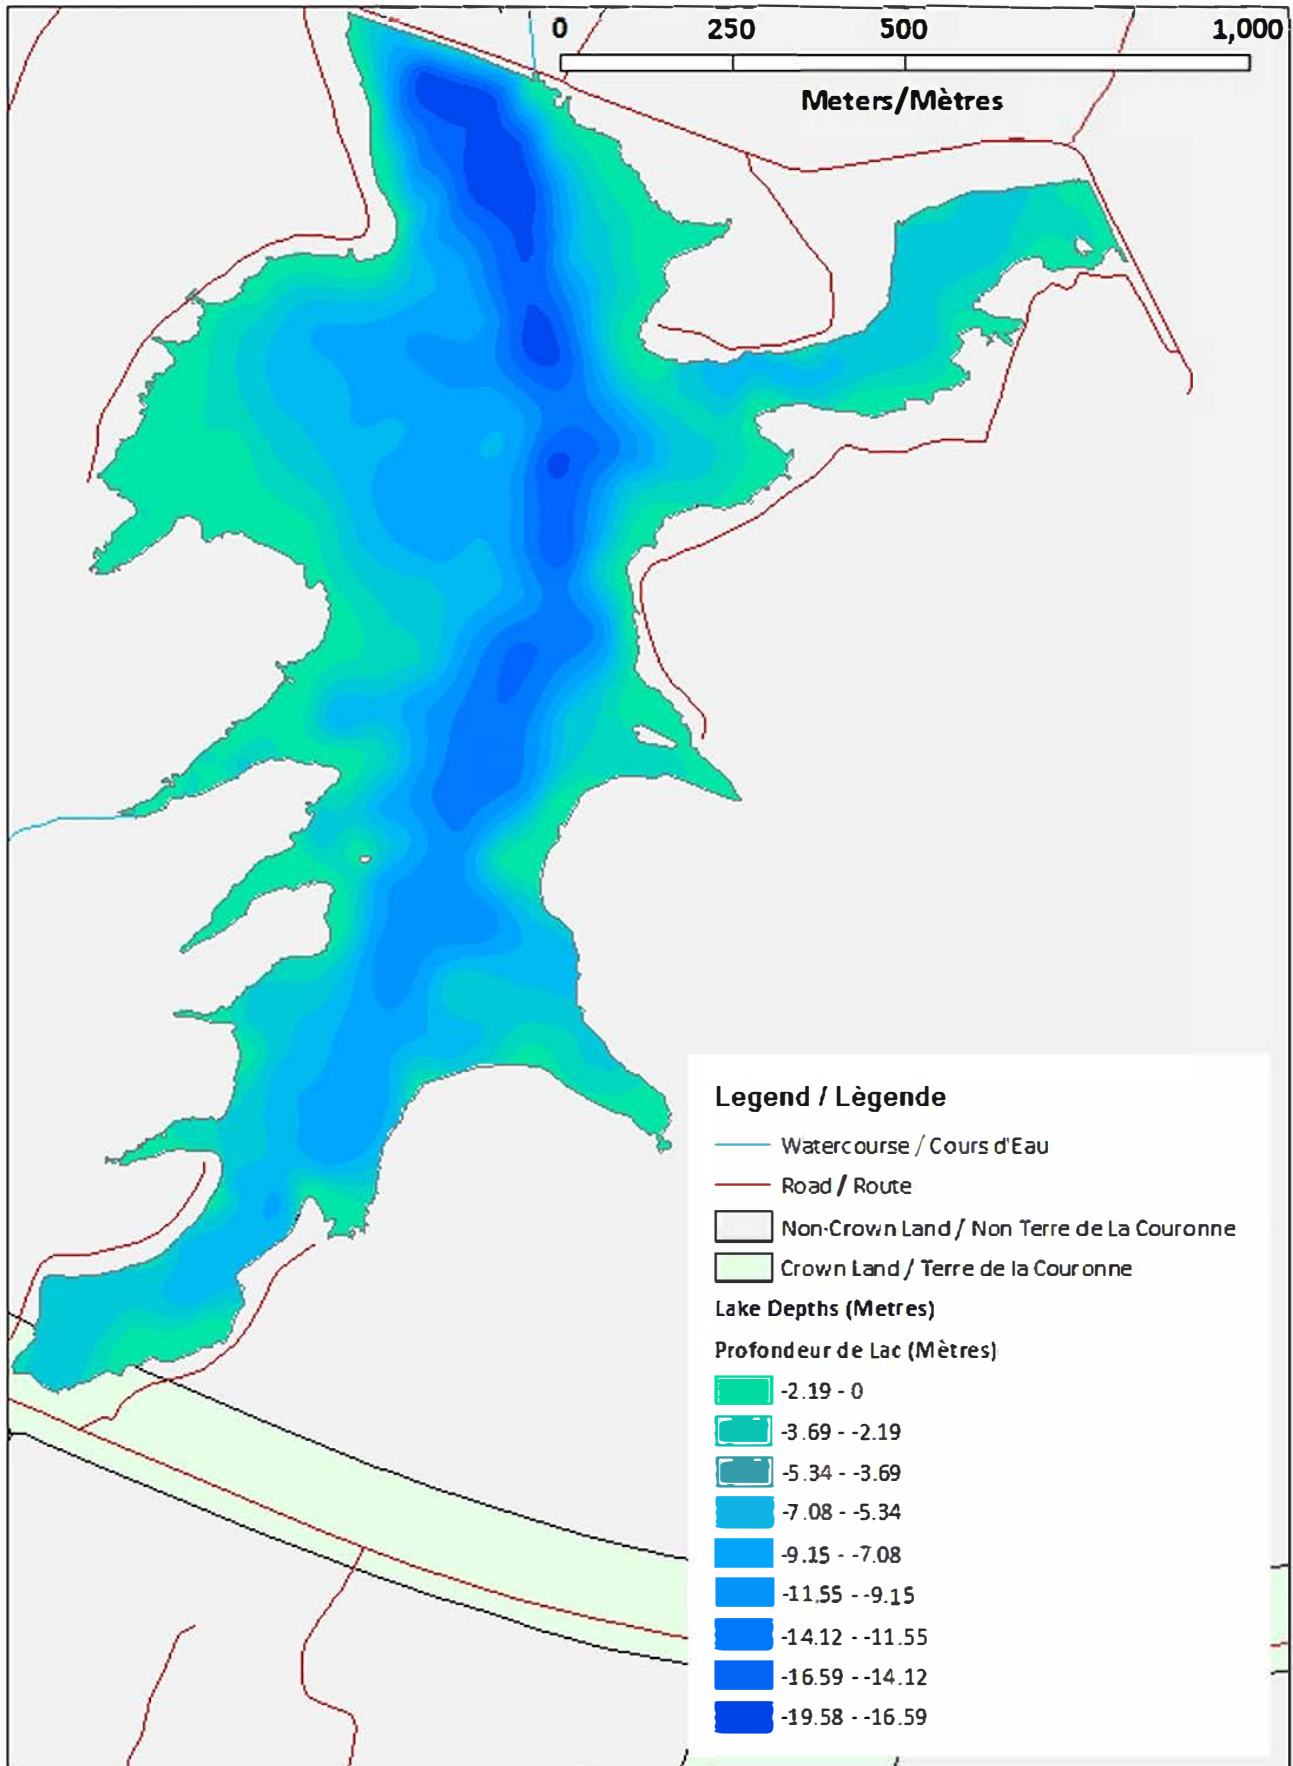 0 250 500 1,000
Meters/Mètres
Legend / Lègende
Watercourse / Cours d'Eau
Road / Route
Non-Crown Land / Non Terre de La Couronne
Crown Land / Terre de la Couronne
Lake Depths (Metres)
Profondeur de Lac (Mètres)
-2.19 - 0
-3.69 - -2.19
-5.34 - -3.69
-7.08 - -5.34
-9.15 - -7.08
-11.55 - -9.15
-14.12 - -11.55
-16.59 - -14.12
-19.58 - -16.59